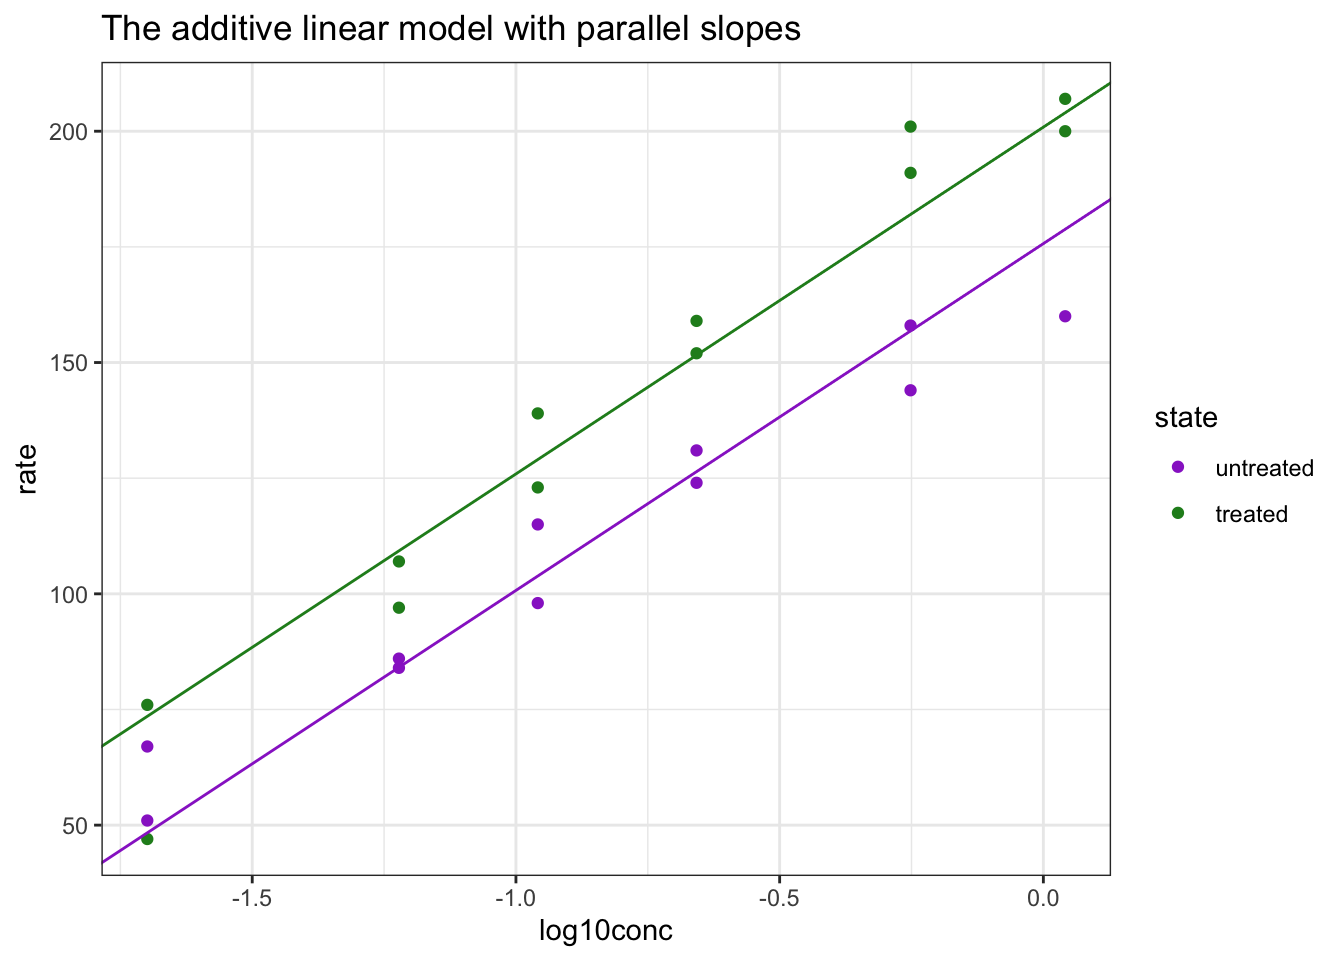 The additive linear model with parallel slopes
200
150
100
50
rate
-1.5
-1.0
-0.5
0.0
log10conc
state
untreated
treated